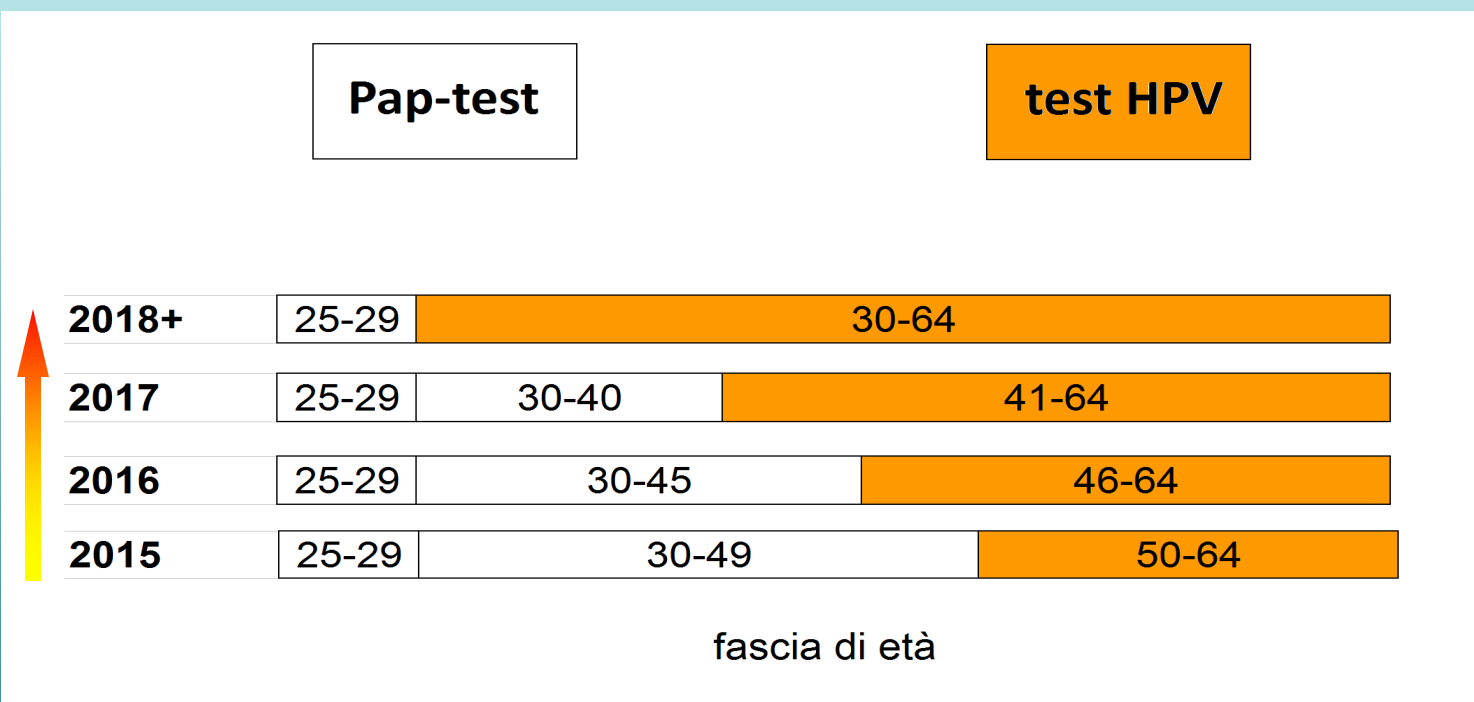 Pap-test
test HPV
2018+ 25-29 30-64
2017 25-29 30-40 41-64
2016 25-29 30-45 46-64
2015 25-29 30-49 50-64
fascia di età